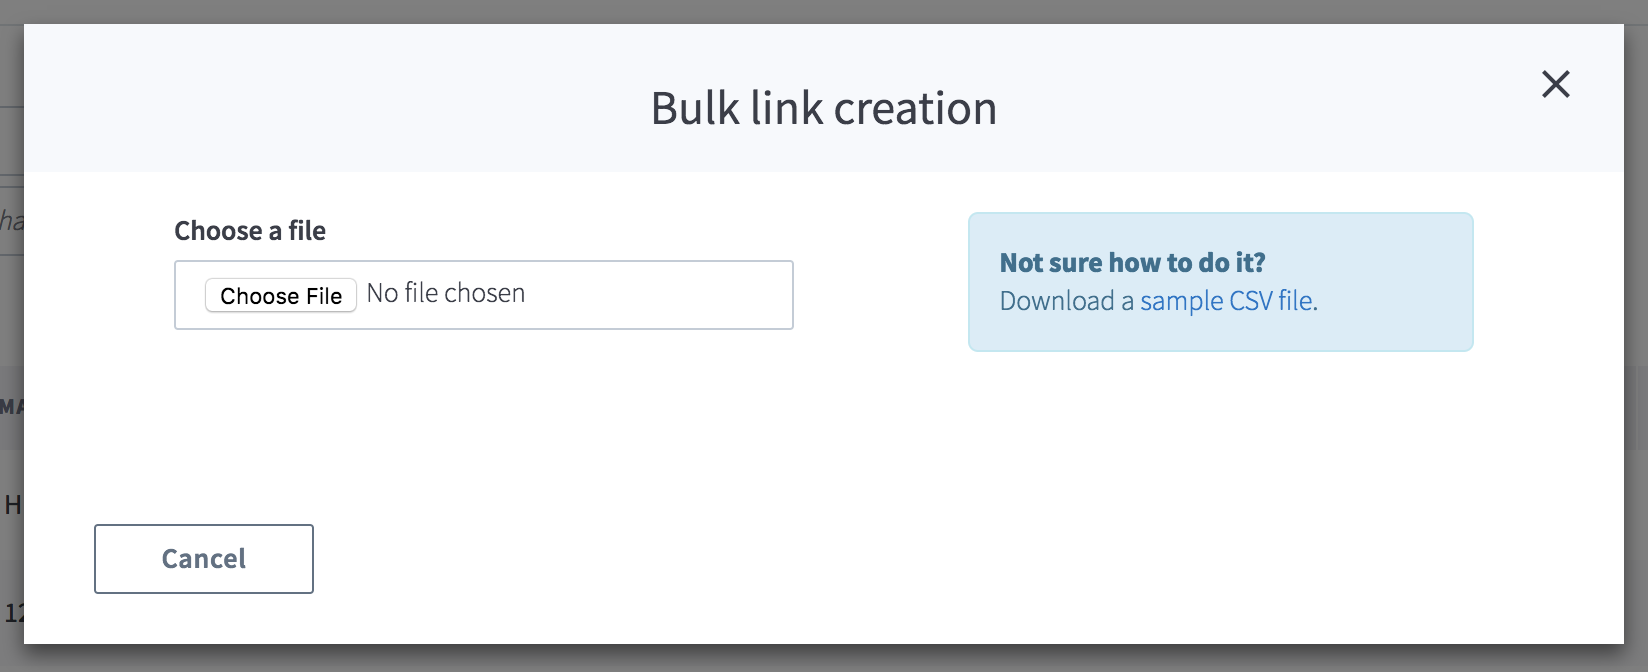 Bulk link creation
Choose a file
Choose File No file chosen
Not sure how to do it?
Download a sample CSV file.
Cancel